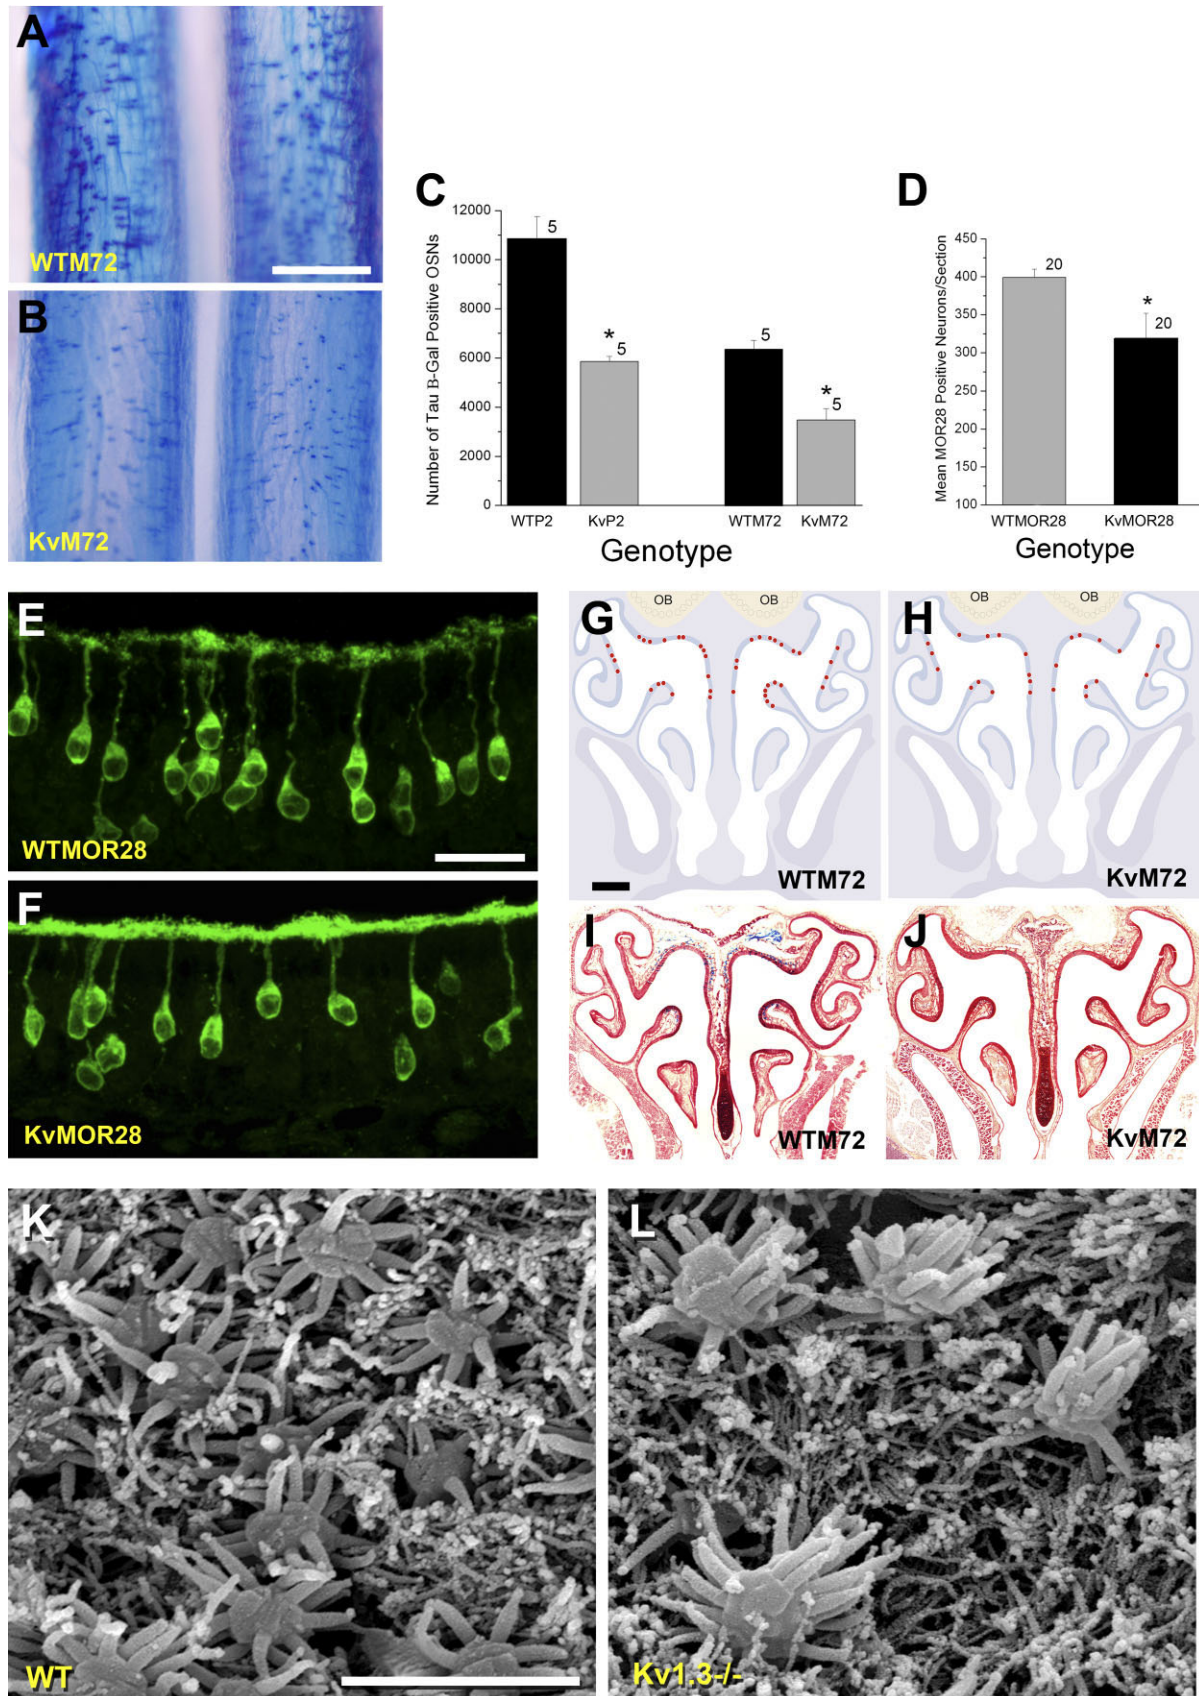 A
WTM72
B
KvM72
C
12000
10000
8000
6000
4000
2000
0
Number of Tau B-Gal Positive OSNs
5
*
5
5
*
5
WTP2 KvP2 WTM72 KvM72
Genotype
D
450
400
350
300
250
200
150
100
Mean MOR28 Positive Neurons/Section
20
*
20
WTMOR28 KvMOR28
Genotype
E
WTMOR28
F
KvMOR28
G
OB OB
WTM72
H
OB OB
KvM72
I
WTM72
J
KvM72
K
WT
L
Kv1.3-/-